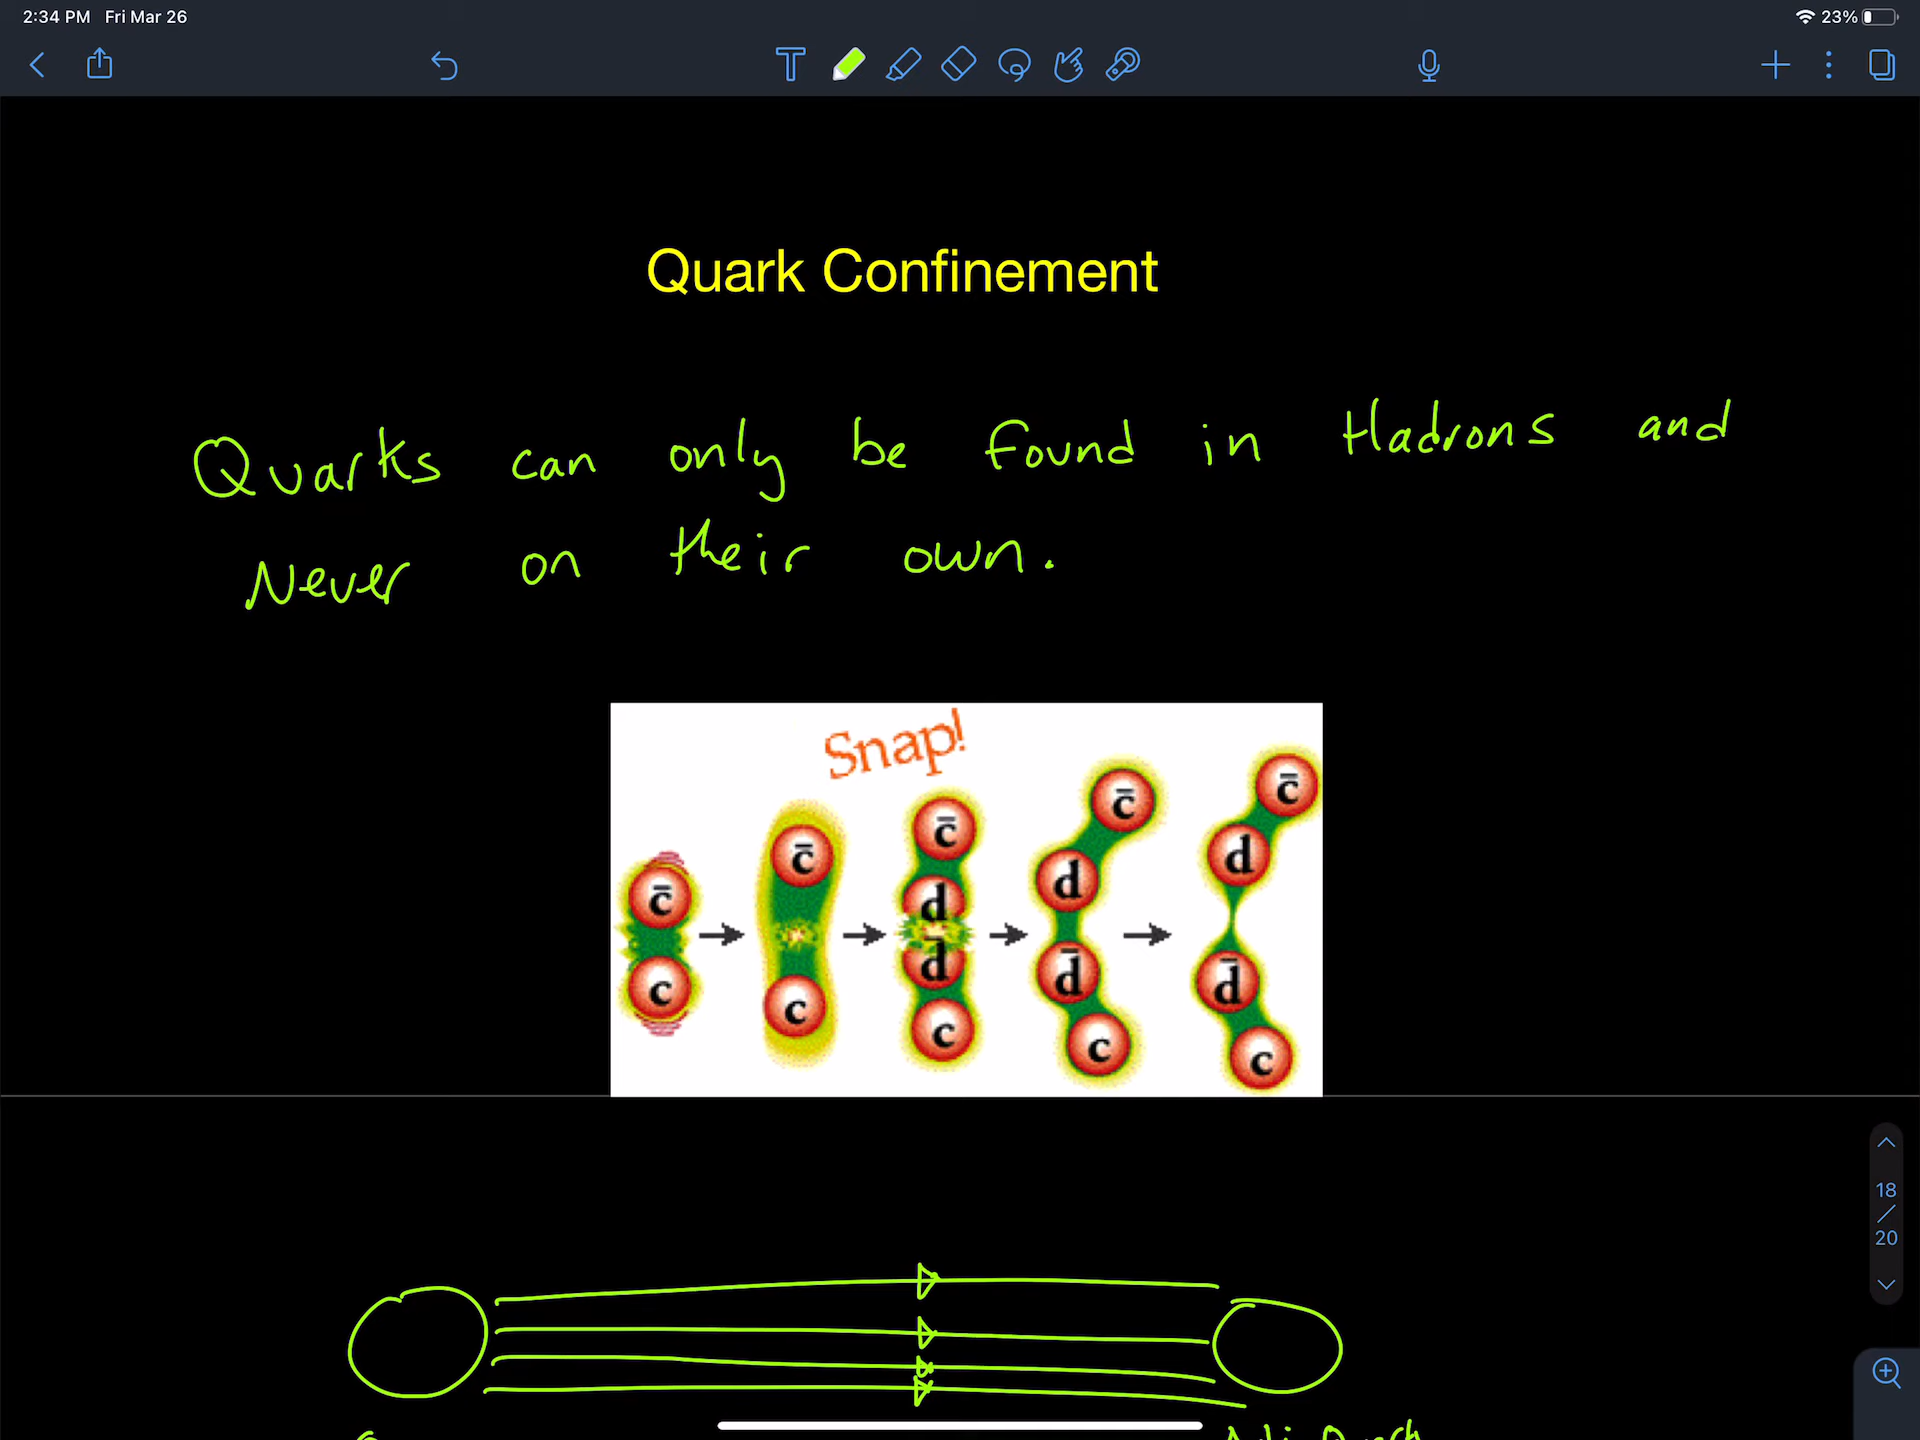 2:34 PM Fri Mar 26
23%
Quark Confinement
Quarks can only be found in Hadrons and
Never on their own.
Snap!
c̄ c̄ c̄ c̄ c̄
d d d
d̄ d̄ d̄
c c c c c
18
/
20